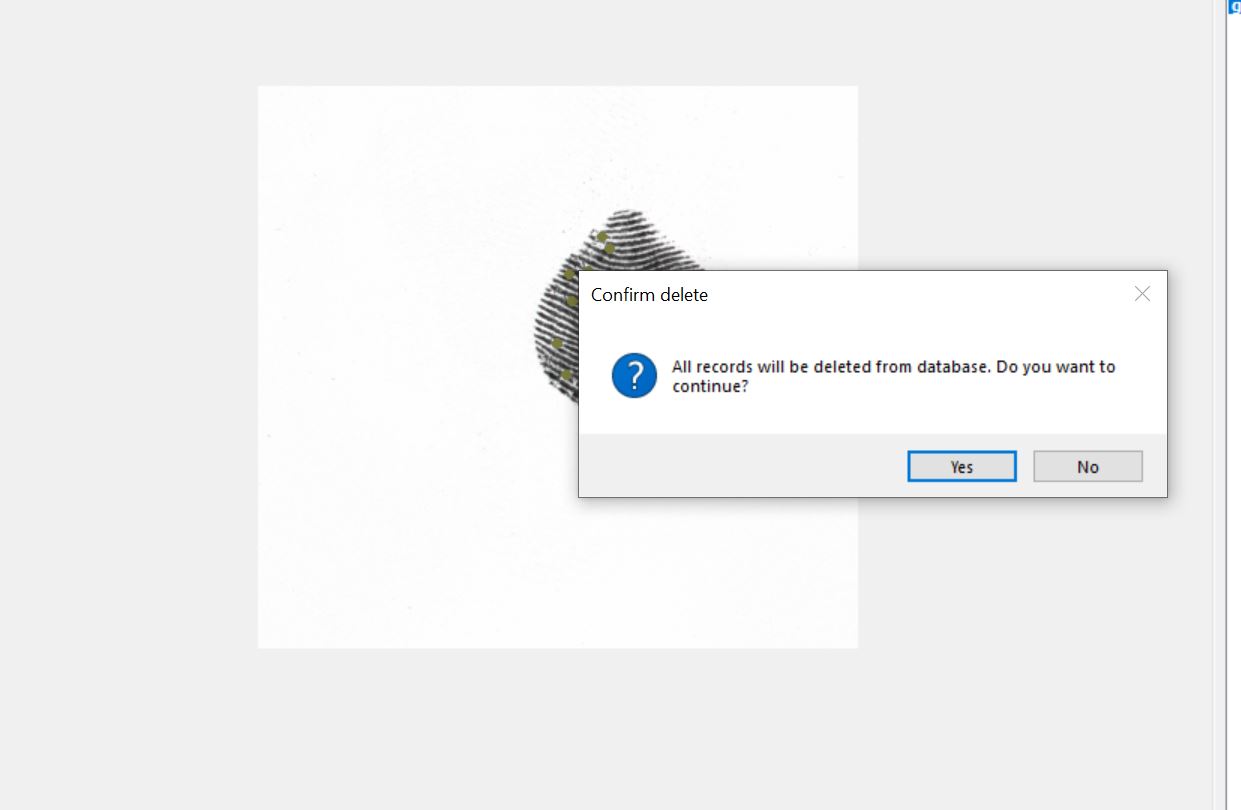 Confirm delete
All records will be deleted from database. Do you want to
continue?
Yes
No